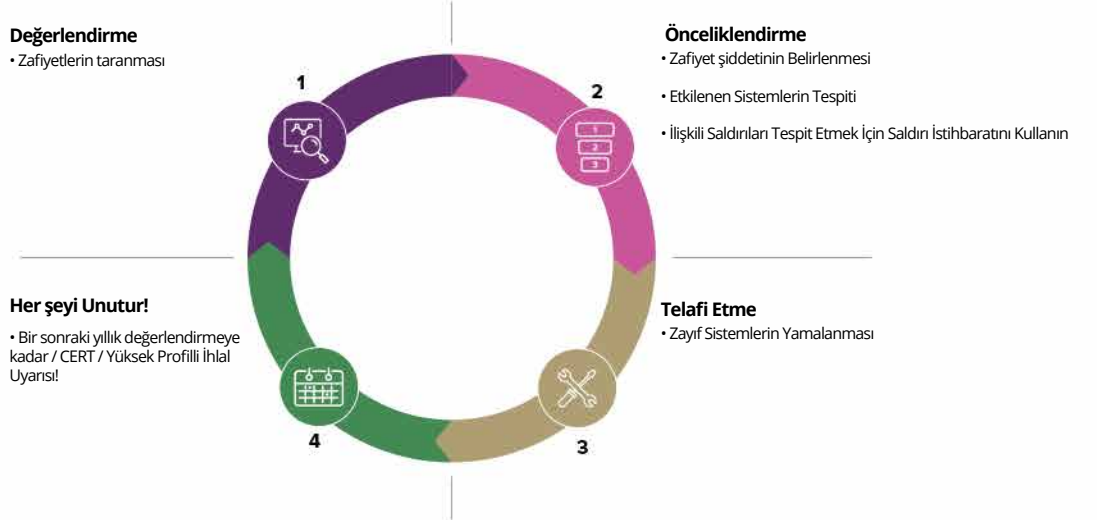 Değerlendirme
• Zafiyetlerin taranması
1
Önceliklendirme
• Zafiyet şiddetinin Belirlenmesi
• Etkilenen Sistemlerin Tespiti
• İlişkili Saldırıları Tespit Etmek İçin Saldırı İstihbaratını Kullanın
2
1
2
3
Telafi Etme
• Zayıf Sistemlerin Yamalanması
3
Her şeyi Unutur!
• Bir sonraki yıllık değerlendirmeye
kadar / CERT / Yüksek Profilli İhlal
Uyarısı!
4